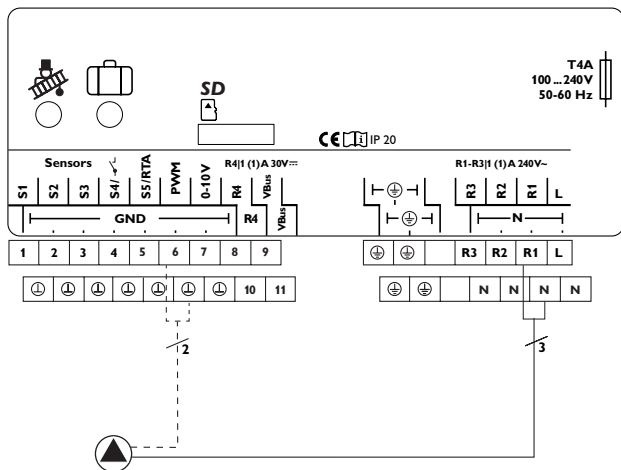 T4A
100 ... 240V
50-60 Hz
SD
CE i IP 20
Sensors
R4|1 (1) A 30V⎓
R1-R3|1 (1) A 240V~
S1 S2 S3 S4/ S5/RTA PWM 0-10 V R4 VBus
R3 R2 R1 L
GND R4 VBus
N
1 2 3 4 5 6 7 8 9
R3 R2 R1 L
10 11
N N N N
2
3